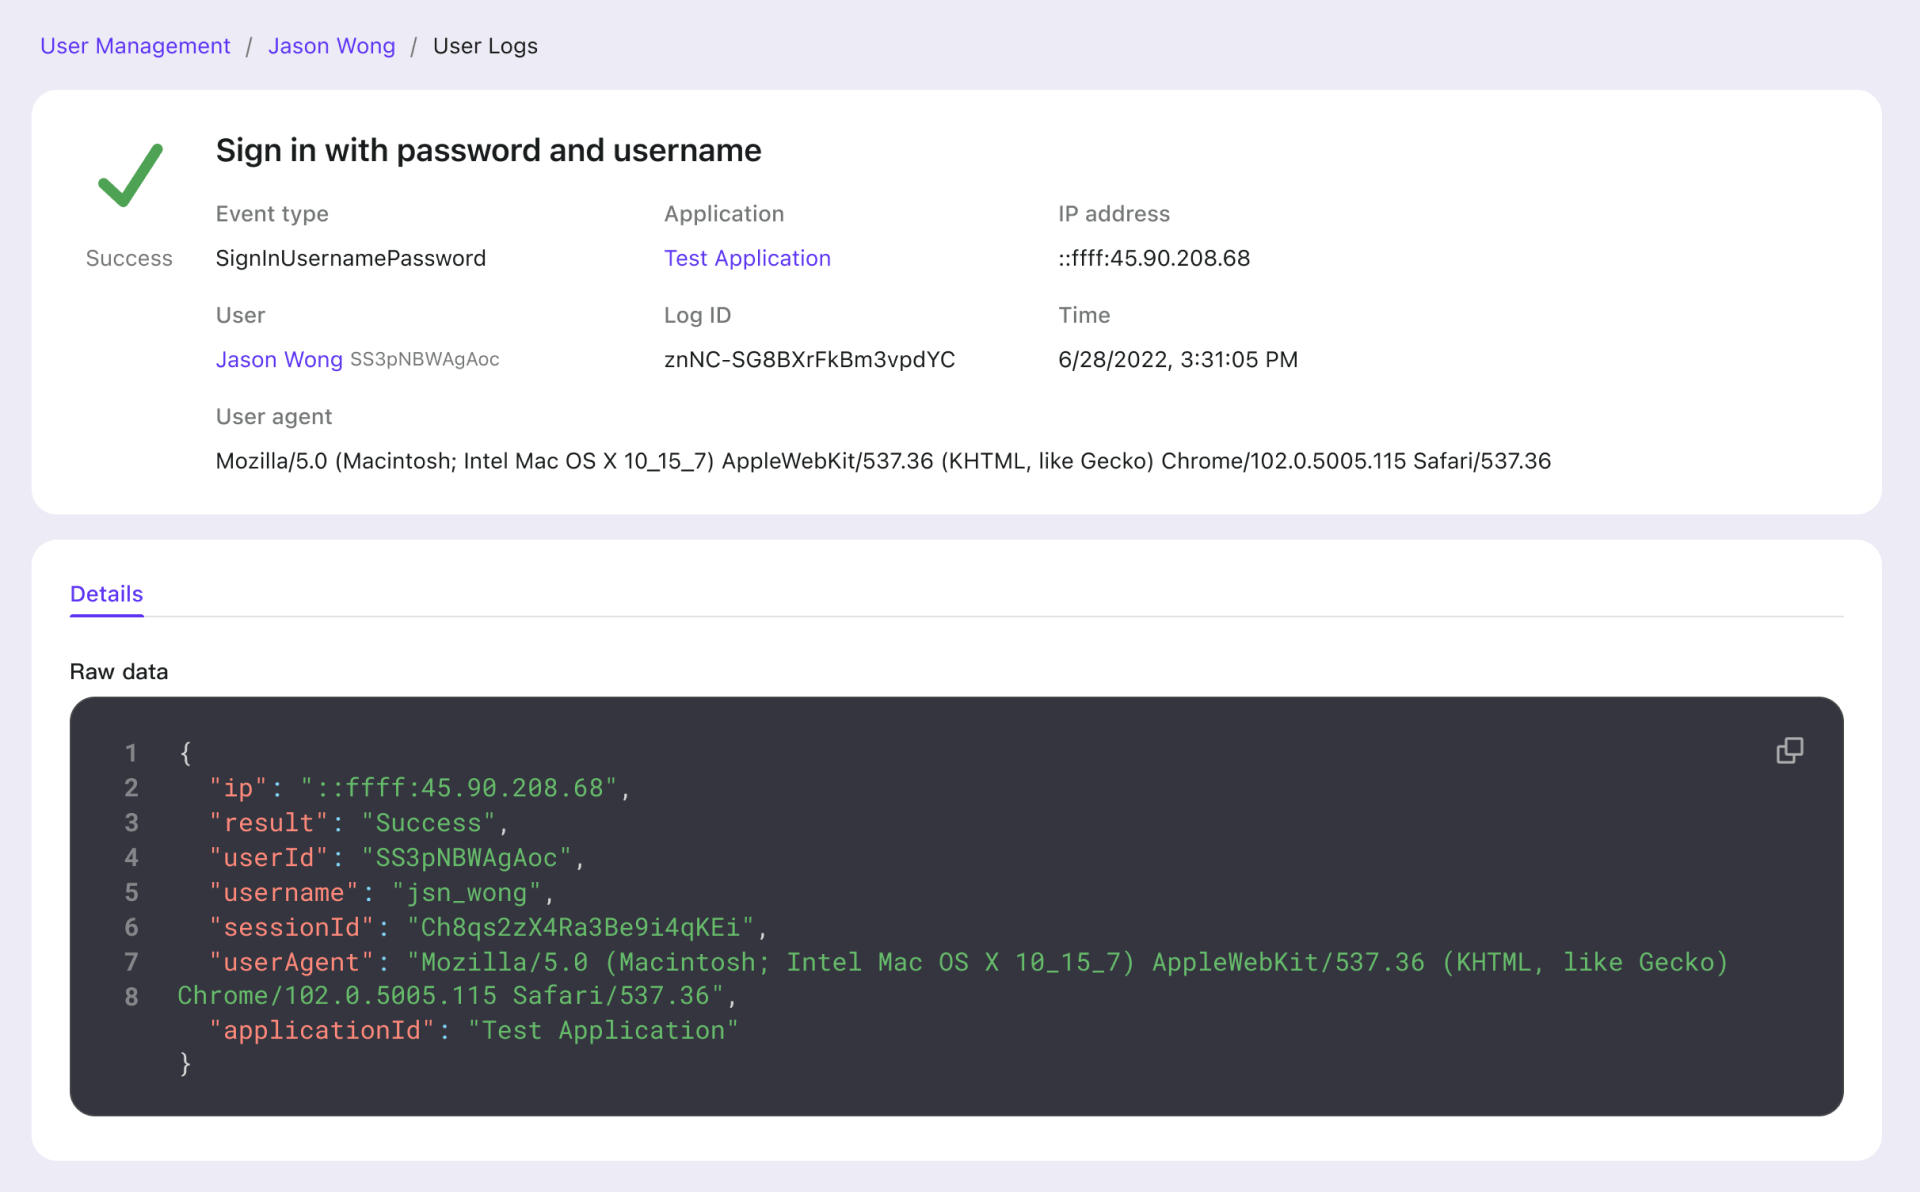 User Management / Jason Wong / User Logs
Sign in with password and username
Event type
Application
IP address
Success
SignInUsernamePassword
Test Application
::ffff:45.90.208.68
User
Log ID
Time
Jason Wong SS3pNBWAgAoc
znNC-SG8BXrFkBm3vpdYC
6/28/2022, 3:31:05 PM
User agent
Mozilla/5.0 (Macintosh; Intel Mac OS X 10_15_7) AppleWebKit/537.36 (KHTML, like Gecko) Chrome/102.0.5005.115 Safari/537.36
Details
Raw data
1 {
2 "ip": "::ffff:45.90.208.68",
3 "result": "Success",
4 "userId": "SS3pNBWAgAoc",
5 "username": "jsn_wong",
6 "sessionId": "Ch8qs2zX4Ra3Be9i4qKEi",
7 "userAgent": "Mozilla/5.0 (Macintosh; Intel Mac OS X 10_15_7) AppleWebKit/537.36 (KHTML, like Gecko)
8 Chrome/102.0.5005.115 Safari/537.36",
"applicationId": "Test Application"
}